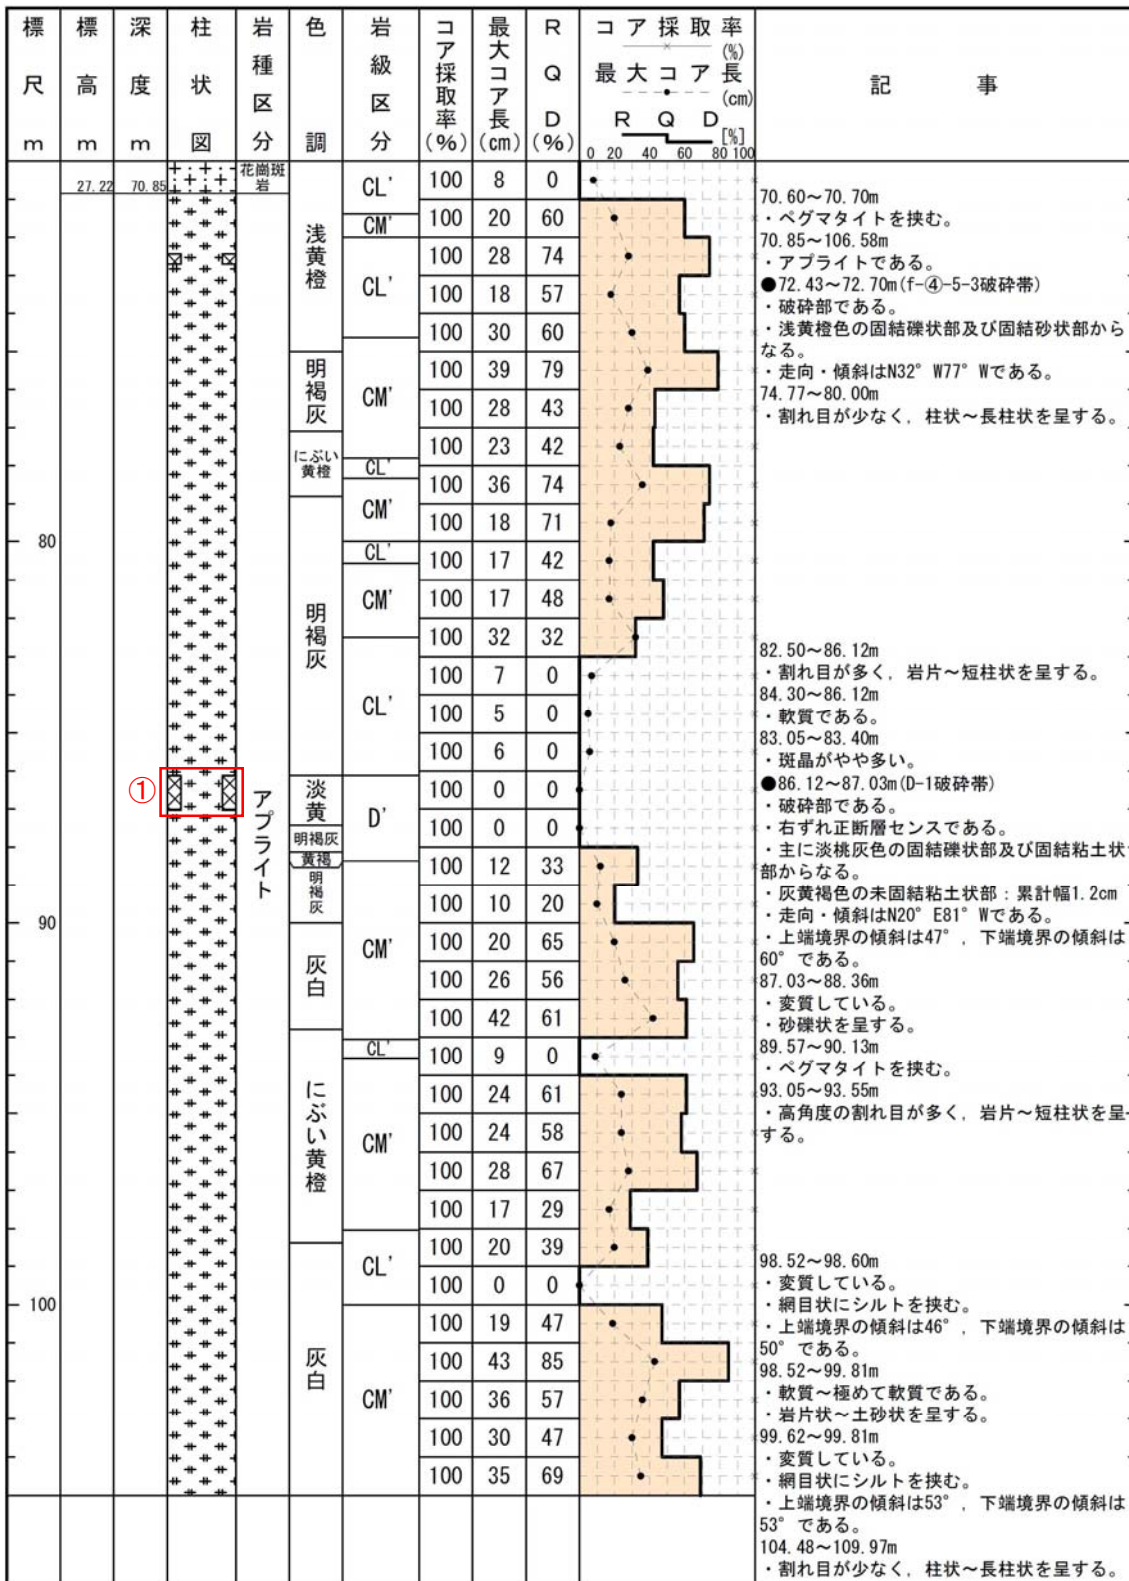 標尺m
標高m
深度m
柱状図
岩種区分
色調
岩級区分
コア採取率(%)
最大コア長(cm)
RQD(%)
コア採取率
(%)
最大コア長
(cm)
RQD
[%]
0 20 40 60 80 100
記事
27.22 70.85
花崗斑岩
アプライト
80
90
100
①
浅黄橙
明褐灰
にぶい黄橙
明褐灰
淡黄
明褐灰
黄褐
明褐灰
灰白
にぶい黄橙
灰白
CL'
CM'
CL'
CM'
CL'
CM'
CL'
CM'
CL'
D'
CM'
CL'
CM'
CL'
CM'
100 8 0
100 20 60
100 28 74
100 18 57
100 30 60
100 39 79
100 28 43
100 23 42
100 36 74
100 18 71
100 17 42
100 17 48
100 32 32
100 7 0
100 5 0
100 6 0
100 0 0
100 0 0
100 12 33
100 10 20
100 20 65
100 26 56
100 42 61
100 9 0
100 24 61
100 24 58
100 28 67
100 17 29
100 20 39
100 0 0
100 19 47
100 43 85
100 36 57
100 30 47
100 35 69
70.60～70.70m
・ペグマタイトを挟む。
70.85～106.58m
・アプライトである。
●72.43～72.70m(f-④-5-3破砕帯)
・破砕部である。
・浅黄橙色の固結礫状部及び固結砂状部から
なる。
・走向・傾斜はN32°W77°Wである。
74.77～80.00m
・割れ目が少なく，柱状～長柱状を呈する。
82.50～86.12m
・割れ目が多く，岩片～短柱状を呈する。
84.30～86.12m
・軟質である。
83.05～83.40m
・斑晶がやや多い。
●86.12～87.03m(D-1破砕帯)
・破砕部である。
・右ずれ正断層センスである。
・主に淡桃灰色の固結礫状部及び固結粘土状
部からなる。
・灰黄褐色の未固結粘土状部：累計幅1.2cm
・走向・傾斜はN20°E81°Wである。
・上端境界の傾斜は47°，下端境界の傾斜は
60°である。
87.03～88.36m
・変質している。
・砂礫状を呈する。
89.57～90.13m
・ペグマタイトを挟む。
93.05～93.55m
・高角度の割れ目が多く，岩片～短柱状を呈
する。
98.52～98.60m
・変質している。
・網目状にシルトを挟む。
・上端境界の傾斜は46°，下端境界の傾斜は
50°である。
98.52～99.81m
・軟質～極めて軟質である。
・岩片状～土砂状を呈する。
99.62～99.81m
・変質している。
・網目状にシルトを挟む。
・上端境界の傾斜は53°，下端境界の傾斜は
53°である。
104.48～109.97m
・割れ目が少なく，柱状～長柱状を呈する。